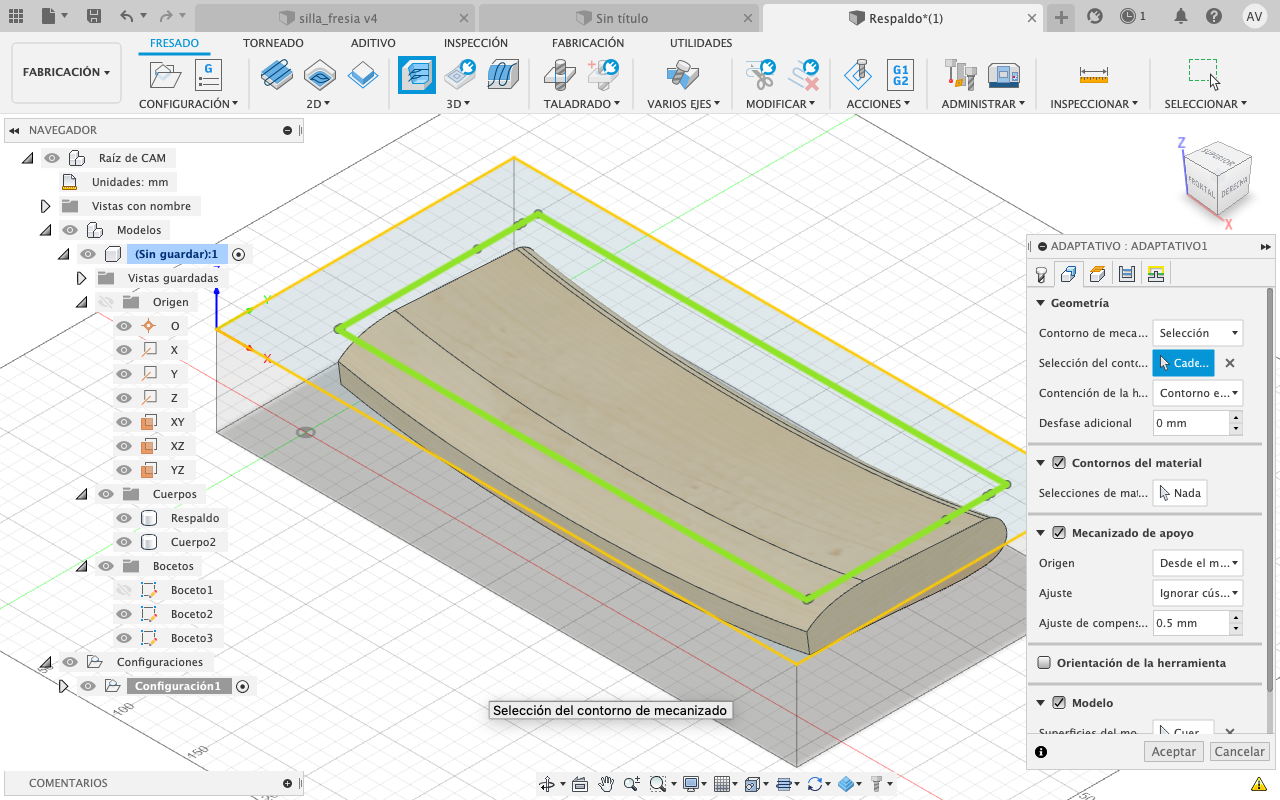 silla_fresia v4
Sin título
Respaldo*(1)
1
AV
FABRICACIÓN
FRESADO
TORNEADO
ADITIVO
INSPECCIÓN
FABRICACIÓN
UTILIDADES
G
G1
G2
CONFIGURACIÓN
2D
3D
TALADRADO
VARIOS EJES
MODIFICAR
ACCIONES
ADMINISTRAR
INSPECCIONAR
SELECCIONAR
NAVEGADOR
Raíz de CAM
Unidades: mm
Vistas con nombre
Modelos
(Sin guardar):1
Vistas guardadas
Origen
O
X
Y
Z
XY
XZ
YZ
Cuerpos
Respaldo
Cuerpo2
Bocetos
Boceto1
Boceto2
Boceto3
Configuraciones
Configuración1
100
150
Y
X
Z
SUPERIOR
FRONTAL
DERECHA
X
ADAPTATIVO : ADAPTATIVO1
Geometría
Contorno de meca... Selección
Selección del conto... Cade...
Contención de la h... Contorno e...
Desfase adicional 0 mm
Contornos del material
Selecciones de mat... Nada
Mecanizado de apoyo
Origen Desde el m...
Ajuste Ignorar cús...
Ajuste de compens... 0.5 mm
Orientación de la herramienta
Modelo
Superficies del mo... Cuer...
Aceptar
Cancelar
Selección del contorno de mecanizado
COMENTARIOS